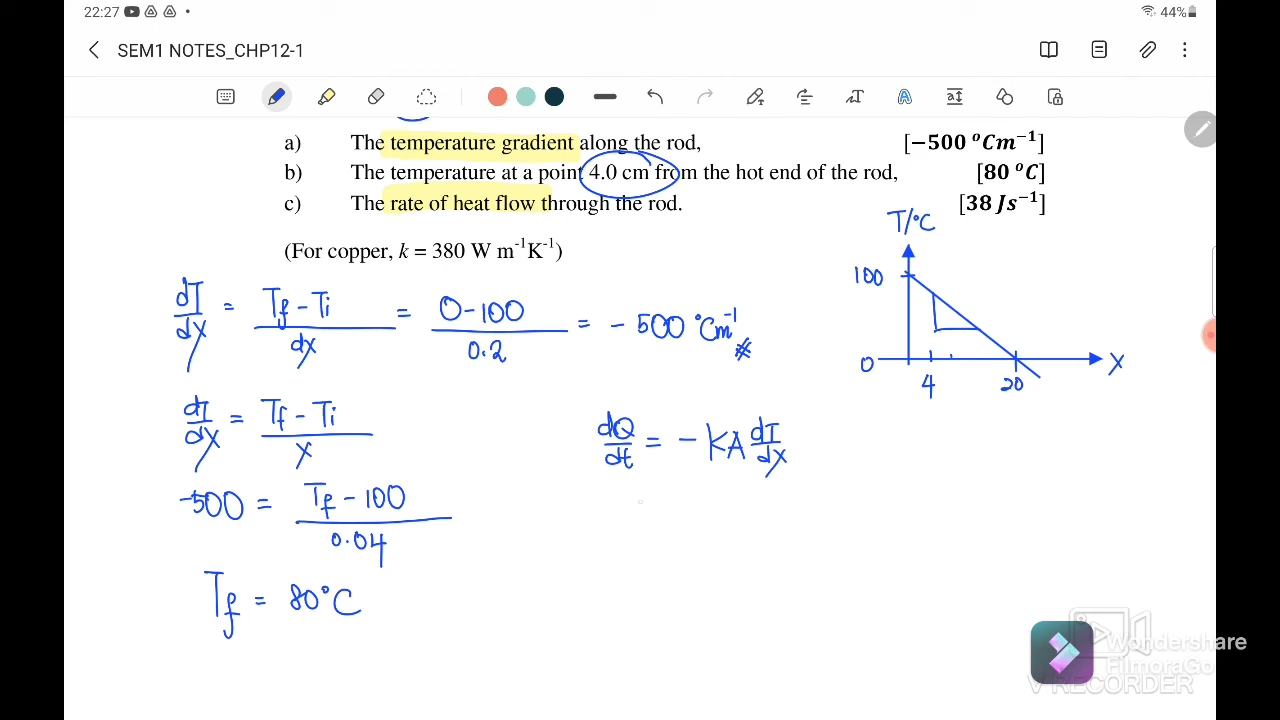 22:27 44%
SEM1 NOTES_CHP12-1
a) The temperature gradient along the rod, [−500 °Cm⁻¹]
b) The temperature at a point 4.0 cm from the hot end of the rod, [80 °C]
c) The rate of heat flow through the rod. [38 Js⁻¹]
(For copper, k = 380 W m⁻¹K⁻¹)
T/°C
100
0
4
20
X
dT/dx = (Tf − Ti)/dx = (0 − 100)/0.2 = − 500 °Cm⁻¹
dT/dx = (Tf − Ti)/x
−500 = (Tf − 100)/0.04
Tf = 80°C
dQ/dt = − KA dT/dx
Wondershare
FilmoraGo
V RECORDER